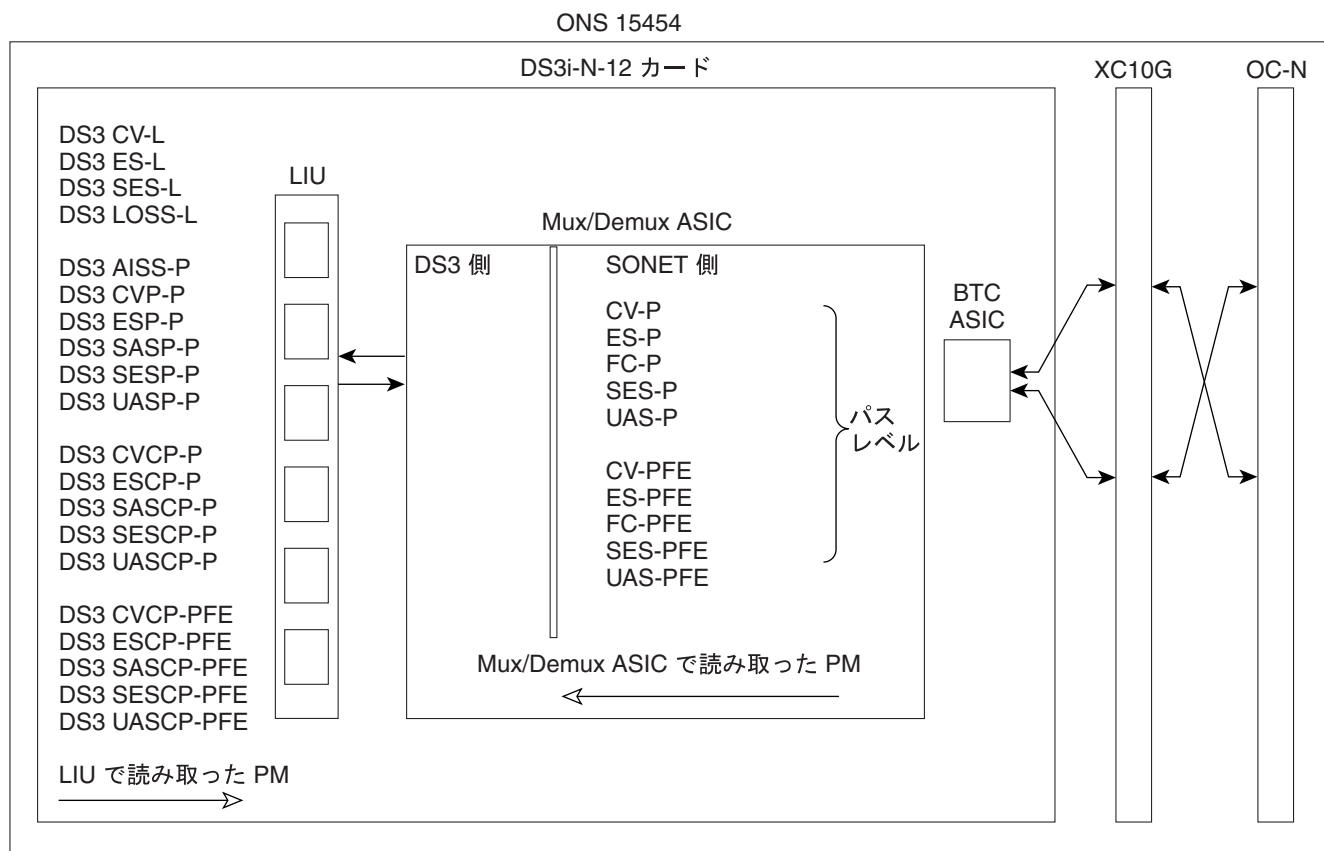 ONS 15454
DS3i-N-12 カード
XC10G
OC-N
DS3 CV-L
DS3 ES-L
DS3 SES-L
DS3 LOSS-L
DS3 AISS-P
DS3 CVP-P
DS3 ESP-P
DS3 SASP-P
DS3 SESP-P
DS3 UASP-P
DS3 CVCP-P
DS3 ESCP-P
DS3 SASCP-P
DS3 SESCP-P
DS3 UASCP-P
DS3 CVCP-PFE
DS3 ESCP-PFE
DS3 SASCP-PFE
DS3 SESCP-PFE
DS3 UASCP-PFE
LIU で読み取った PM
LIU
Mux/Demux ASIC
DS3 側
SONET 側
CV-P
ES-P
FC-P
SES-P
UAS-P
CV-PFE
ES-PFE
FC-PFE
SES-PFE
UAS-PFE
パス
レベル
Mux/Demux ASIC で読み取った PM
BTC
ASIC